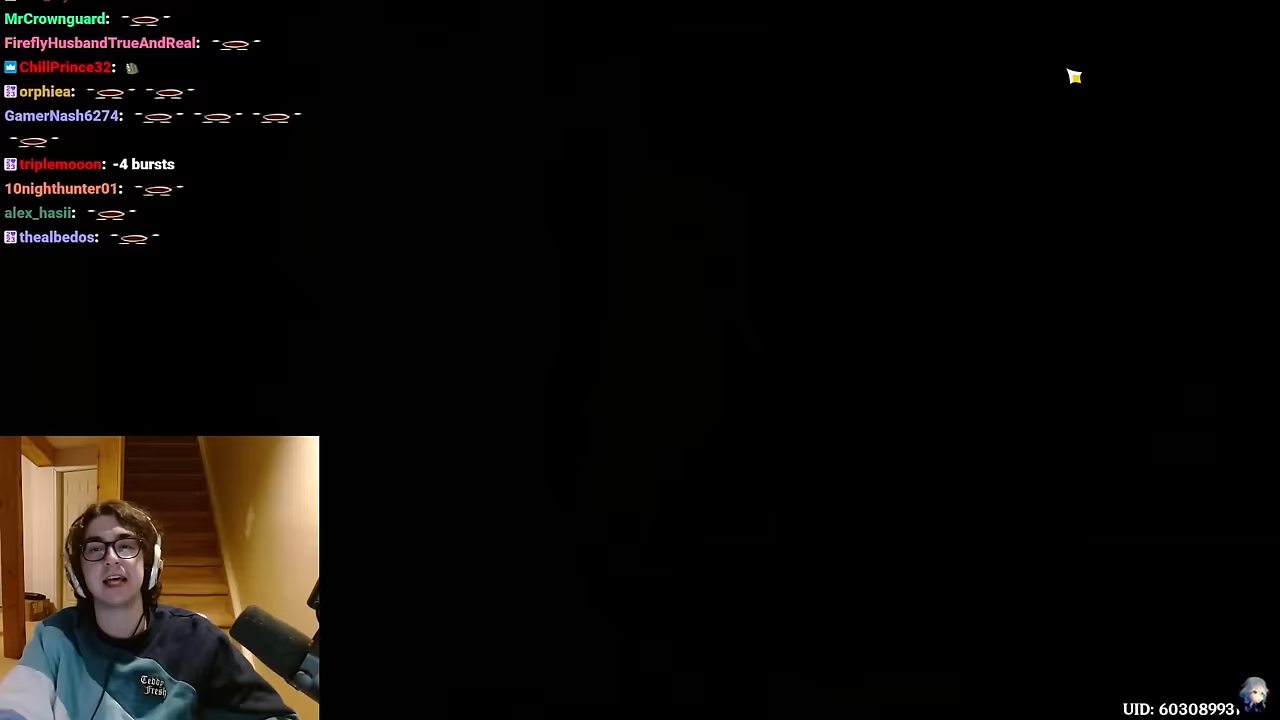 MrCrownguard:
FireflyHusbandTrueAndReal:
ChillPrince32:
orphiea:
GamerNash6274:
triplemooon: -4 bursts
10nighthunter01:
alex_hasii:
thealbedos:
Teddy
Fresh
UID: 60308993